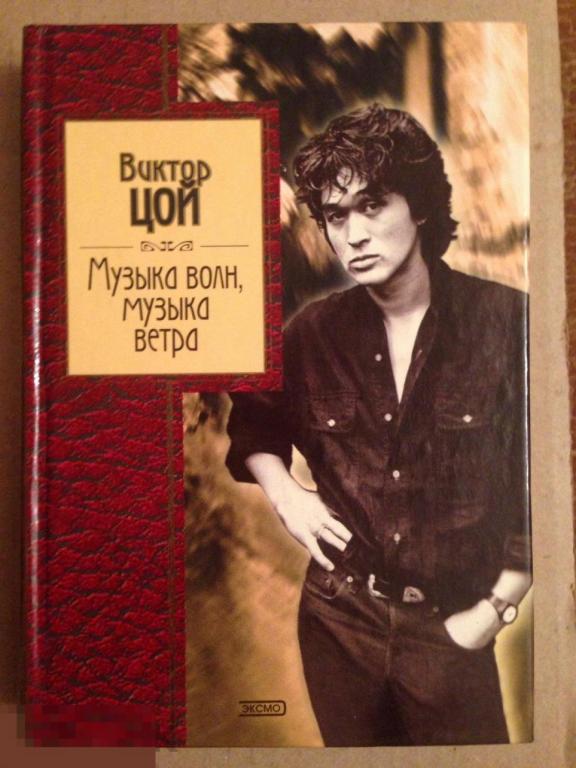 Виктор
ЦОЙ
Музыка волн,
музыка
ветра
ЭКСМО